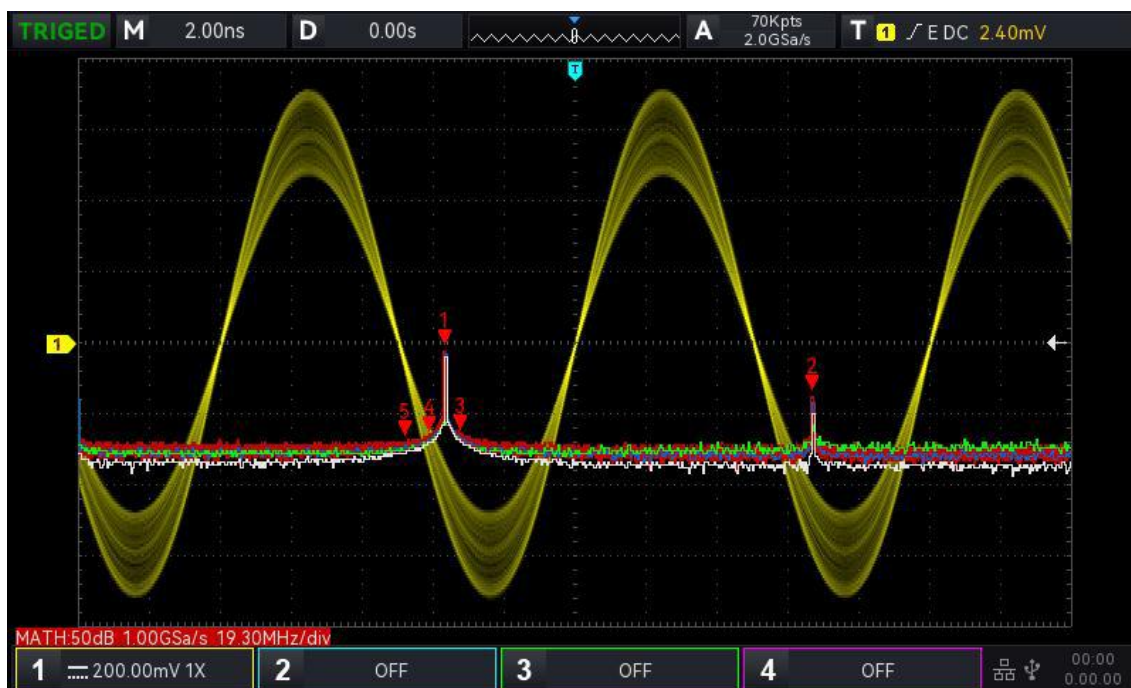 TRIGED M 2.00ns D 0.00s A 70Kpts 2.0GSa/s T 1 E DC 2.40mV
T
1
1
2
5 4 3
MATH:50dB 1.00GSa/s 19.30MHz/div
1 200.00mV 1X 2 OFF 3 OFF 4 OFF 00:00
0.00.00